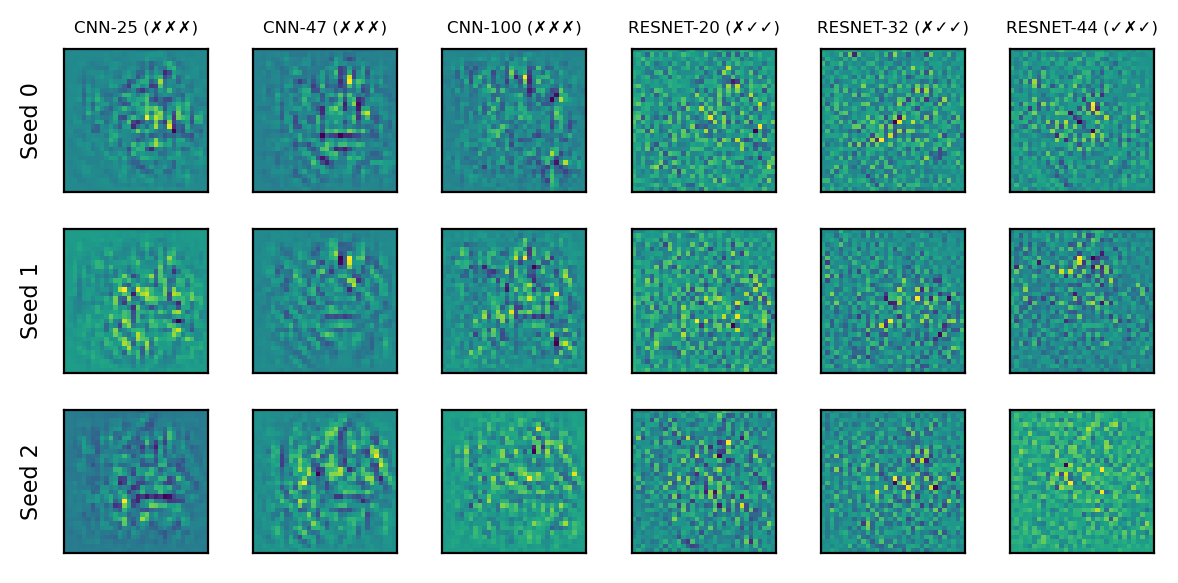 CNN-25 (✗✗✗) CNN-47 (✗✗✗) CNN-100 (✗✗✗) RESNET-20 (✗✓✓) RESNET-32 (✗✓✓) RESNET-44 (✓✗✓)
Seed 0
Seed 1
Seed 2